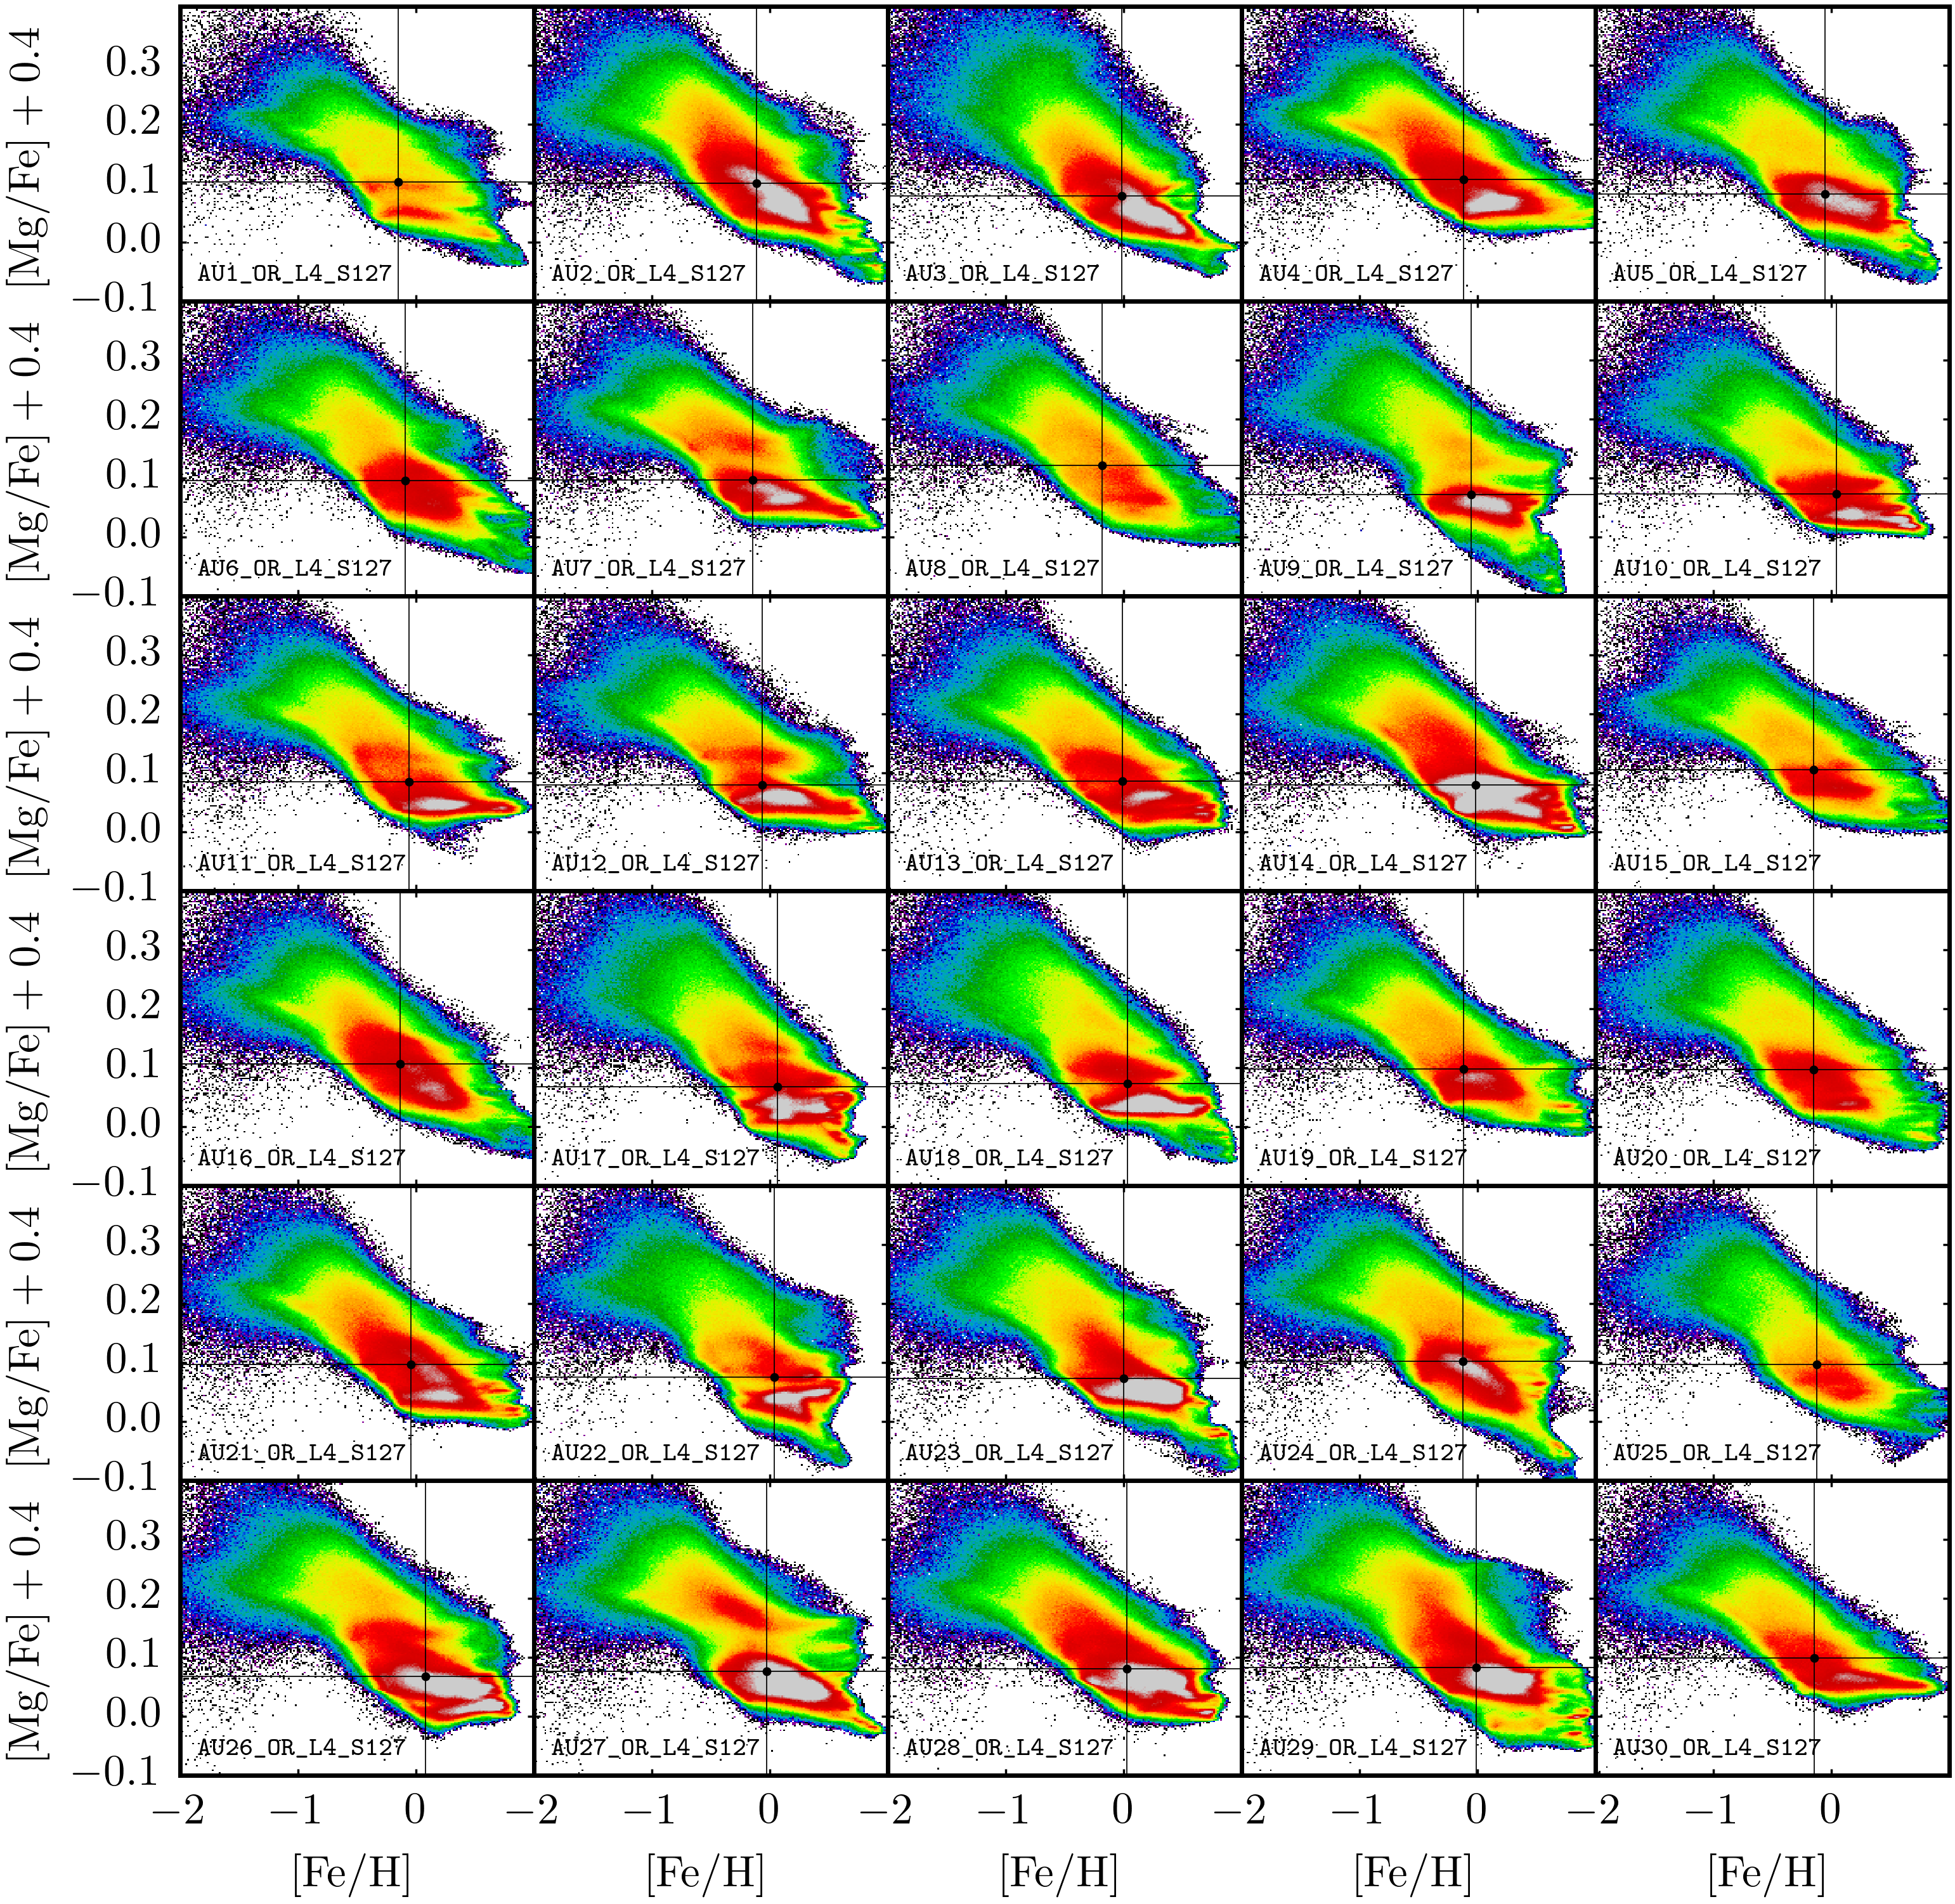 [Mg/Fe] + 0.4
0.3
0.2
0.1
0.0
−0.1
AU1_OR_L4_S127
AU2_OR_L4_S127
AU3_OR_L4_S127
AU4_OR_L4_S127
AU5_OR_L4_S127
[Mg/Fe] + 0.4
0.3
0.2
0.1
0.0
−0.1
AU6_OR_L4_S127
AU7_OR_L4_S127
AU8_OR_L4_S127
AU9_OR_L4_S127
AU10_OR_L4_S127
[Mg/Fe] + 0.4
0.3
0.2
0.1
0.0
−0.1
AU11_OR_L4_S127
AU12_OR_L4_S127
AU13_OR_L4_S127
AU14_OR_L4_S127
AU15_OR_L4_S127
[Mg/Fe] + 0.4
0.3
0.2
0.1
0.0
−0.1
AU16_OR_L4_S127
AU17_OR_L4_S127
AU18_OR_L4_S127
AU19_OR_L4_S127
AU20_OR_L4_S127
[Mg/Fe] + 0.4
0.3
0.2
0.1
0.0
−0.1
AU21_OR_L4_S127
AU22_OR_L4_S127
AU23_OR_L4_S127
AU24_OR_L4_S127
AU25_OR_L4_S127
[Mg/Fe] + 0.4
0.3
0.2
0.1
0.0
−0.1
AU26_OR_L4_S127
AU27_OR_L4_S127
AU28_OR_L4_S127
AU29_OR_L4_S127
AU30_OR_L4_S127
−2 −1 0 −2 −1 0 −2 −1 0 −2 −1 0 −2 −1 0
[Fe/H] [Fe/H] [Fe/H] [Fe/H] [Fe/H]